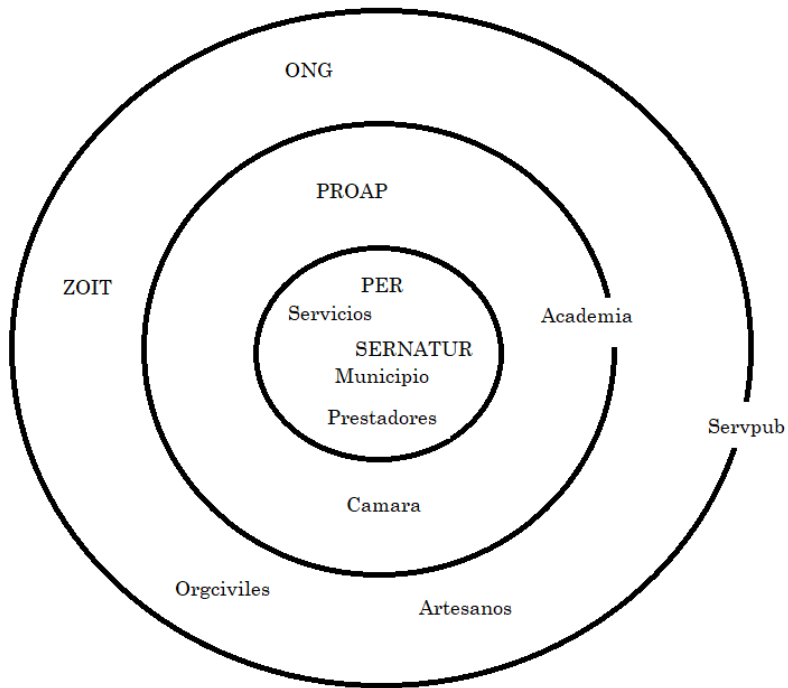 ONG
PROAP
PER
ZOIT
Servicios
Academia
SERNATUR
Municipio
Prestadores
Servpub
Camara
Orgciviles
Artesanos